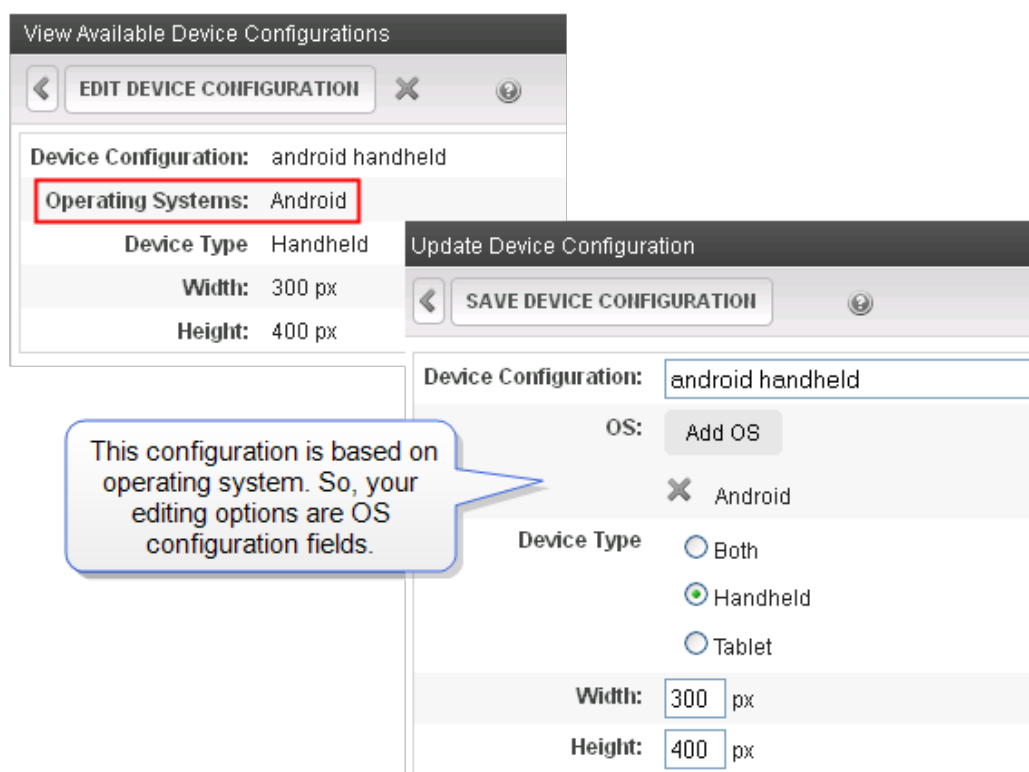 View Available Device Configurations
EDIT DEVICE CONFIGURATION
Device Configuration: android handheld
Operating Systems: Android
Device Type Handheld
Width: 300 px
Height: 400 px
Update Device Configuration
SAVE DEVICE CONFIGURATION
Device Configuration: android handheld
OS: Add OS
Android
Device Type
Both
Handheld
Tablet
Width: 300 px
Height: 400 px
This configuration is based on
operating system. So, your
editing options are OS
configuration fields.